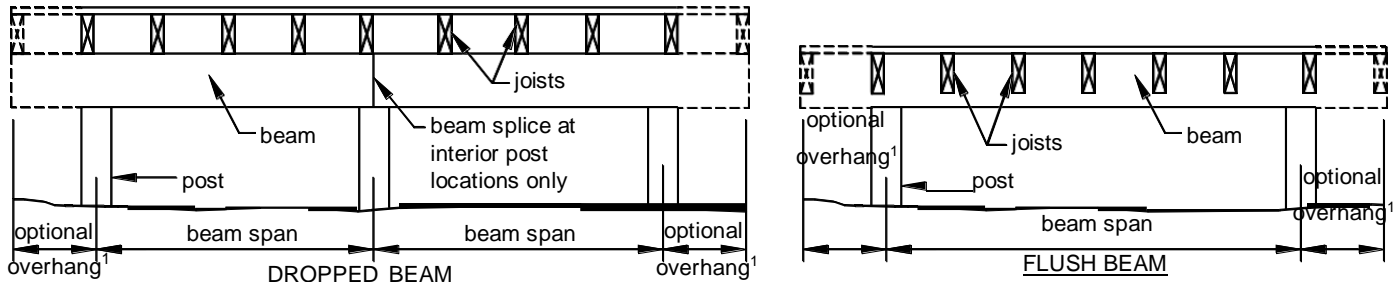 joists
beam
beam splice at
interior post
locations only
post
optional
overhang1
beam span
beam span
optional
overhang1
DROPPED BEAM
optional
overhang1
joists
beam
post
optional
overhang1
beam span
FLUSH BEAM